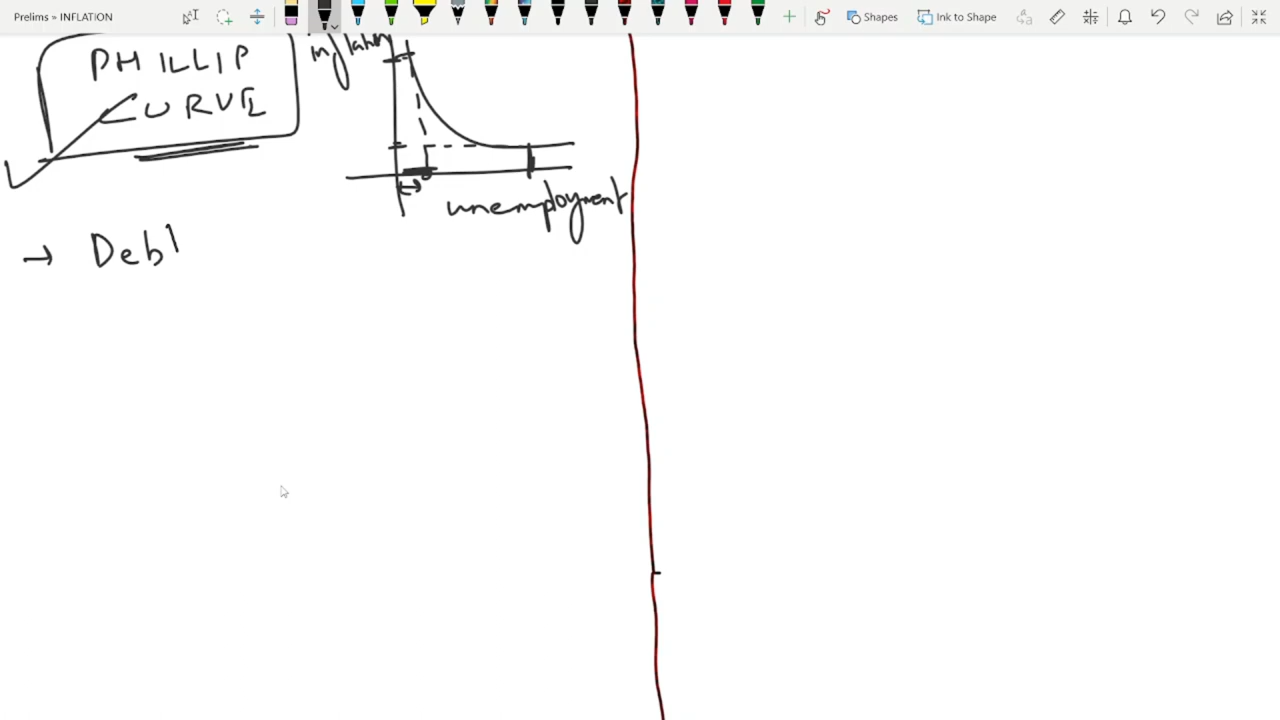 Prelims » INFLATION
Shapes
Ink to Shape
PHILLIP
CURVE
inflation
unemployment
→ Debt